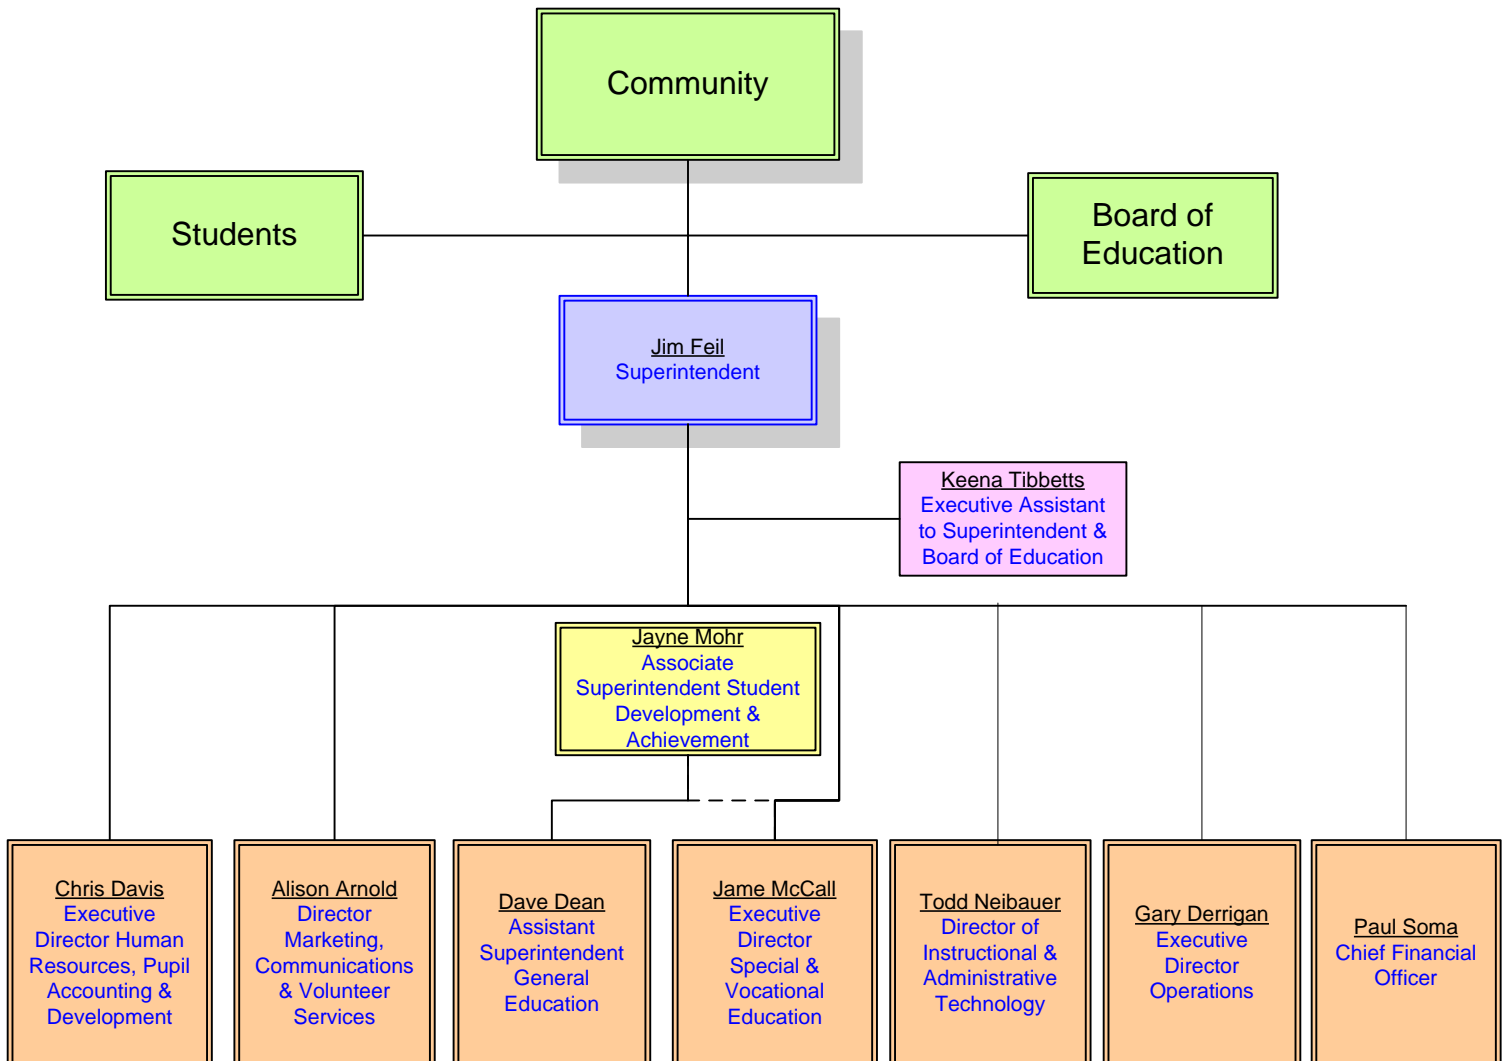 Community
Students
Board of
Education
Jim Feil
Superintendent
Keena Tibbetts
Executive Assistant
to Superintendent &
Board of Education
Jayne Mohr
Associate
Superintendent Student
Development &
Achievement
Chris Davis
Executive
Director Human
Resources, Pupil
Accounting &
Development
Alison Arnold
Director
Marketing,
Communications
& Volunteer
Services
Dave Dean
Assistant
Superintendent
General
Education
Jame McCall
Executive
Director
Special &
Vocational
Education
Todd Neibauer
Director of
Instructional &
Administrative
Technology
Gary Derrigan
Executive
Director
Operations
Paul Soma
Chief Financial
Officer